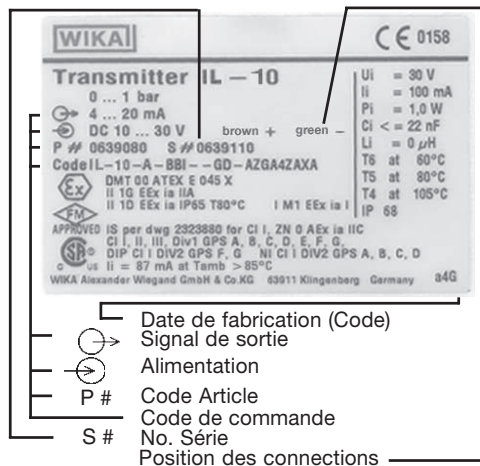 WIKA
CE 0158
Transmitter IL – 10
0 ... 1 bar
4 ... 20 mA
DC 10 ... 30 V brown + green –
P # 0639080 S # 0639110
Code IL-10-A-BBI--GD-AZGA4ZAXA
Ui = 30 V
Ii = 100 mA
Pi = 1,0 W
Ci < = 22 nF
Li = 0 µH
T6 at 60°C
T5 at 80°C
T4 at 105°C
IP 68
Ex
DMT 00 ATEX E 045 X
II 1G EEx ia IIA
II 1D EEx ia IP65 T80°C I M1 EEx ia I
FM
APPROVED IS per dwg 2323880 for Cl I, ZN 0 AEx ia IIC
Cl I, II, III, Div1 GPS A, B, C, D, E, F, G,
DIP Cl I DIV2 GPS F, G NI Cl I DIV2 GPS A, B, C, D
C US Ii = 87 mA at Tamb > 85°C
WIKA Alexander Wiegand GmbH & Co.KG 63911 Klingenberg Germany a4G
Date de fabrication (Code)
Signal de sortie
Alimentation
P # Code Article
Code de commande
S # No. Série
Position des connections